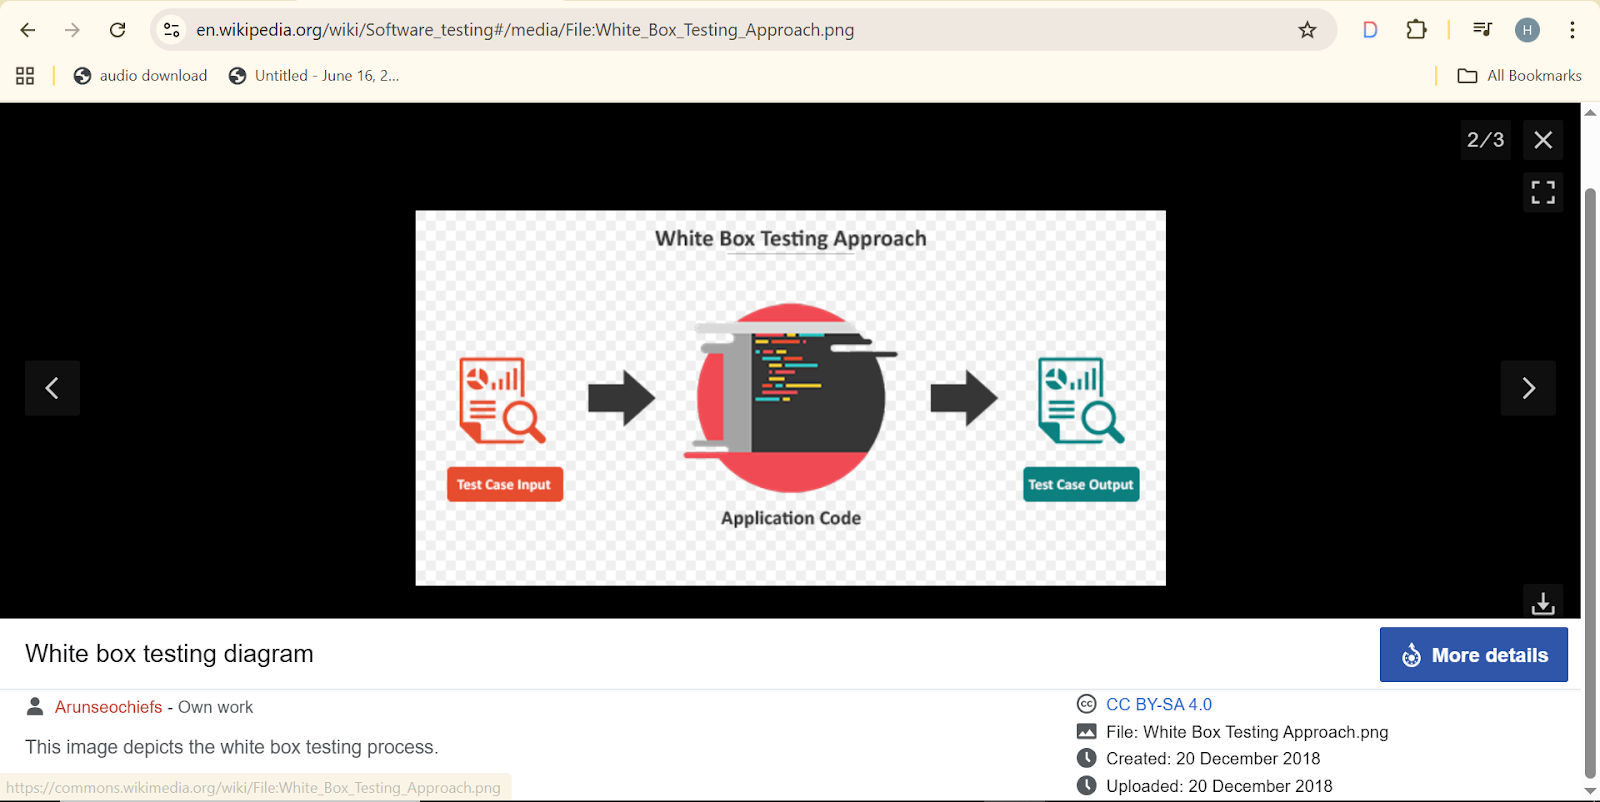 en.wikipedia.org/wiki/Software_testing#/media/File:White_Box_Testing_Approach.png
D
H
audio download
Untitled - June 16, 2...
All Bookmarks
2/3
White Box Testing Approach
Test Case Input
Test Case Output
Application Code
White box testing diagram
More details
Arunseochiefs - Own work
cc CC BY-SA 4.0
This image depicts the white box testing process.
File: White Box Testing Approach.png
Created: 20 December 2018
Uploaded: 20 December 2018
https://commons.wikimedia.org/wiki/File:White_Box_Testing_Approach.png